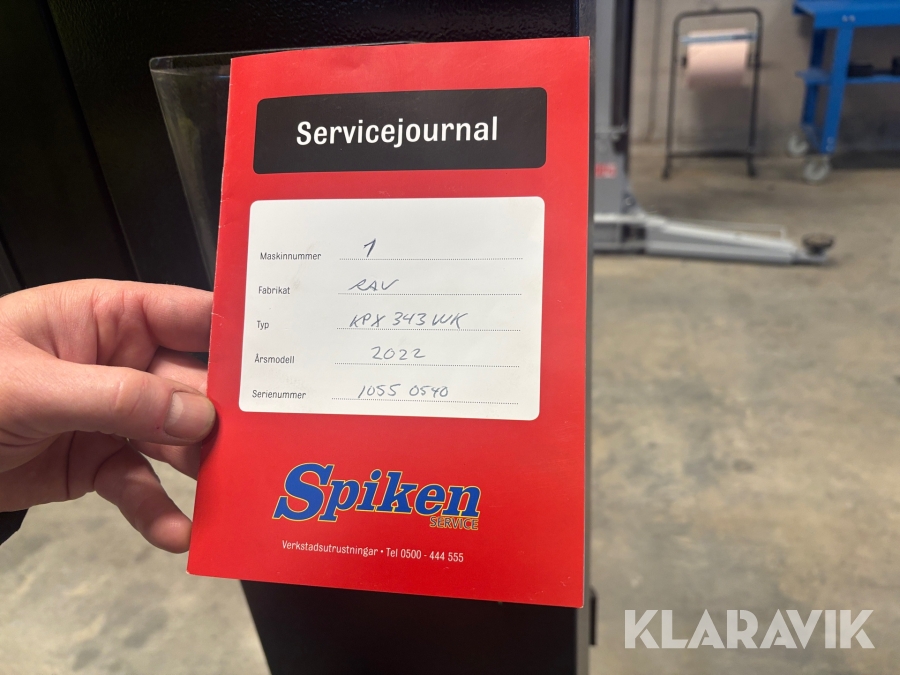 Servicejournal
Maskinnummer 1
Fabrikat RAV
Typ KPX 343 WK
Årsmodell 2022
Serienummer 1055 0540
Spiken
SERVICE
Verkstadsutrustningar • Tel 0500 - 444 555
KLARAVIK